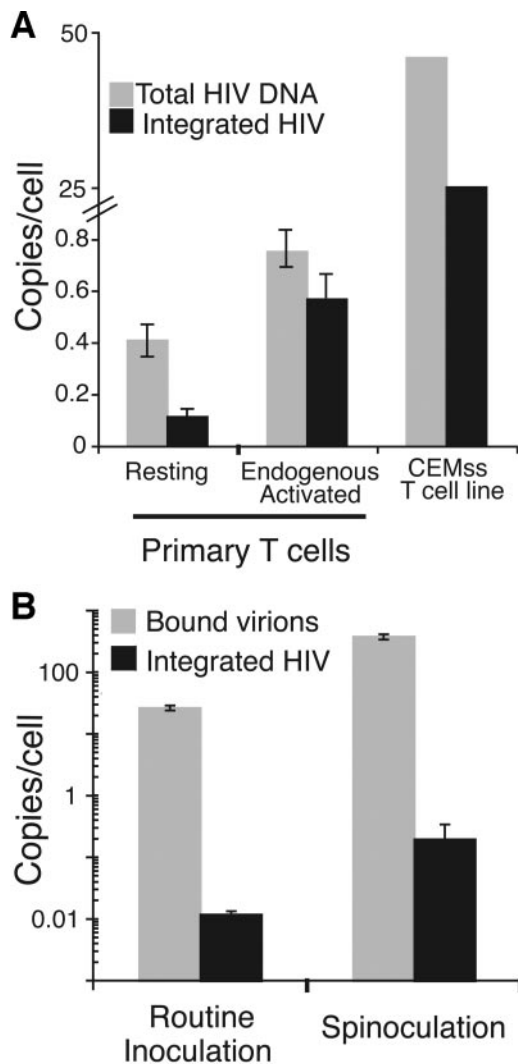 A
50
Total HIV DNA
Integrated HIV
25
Copies/cell
0.8
0.6
0.4
0.2
0
Resting
Endogenous
Activated
CEMss
T cell line
Primary T cells
B
Bound virions
Integrated HIV
100
Copies/cell
1
0.01
Routine
Inoculation
Spinoculation